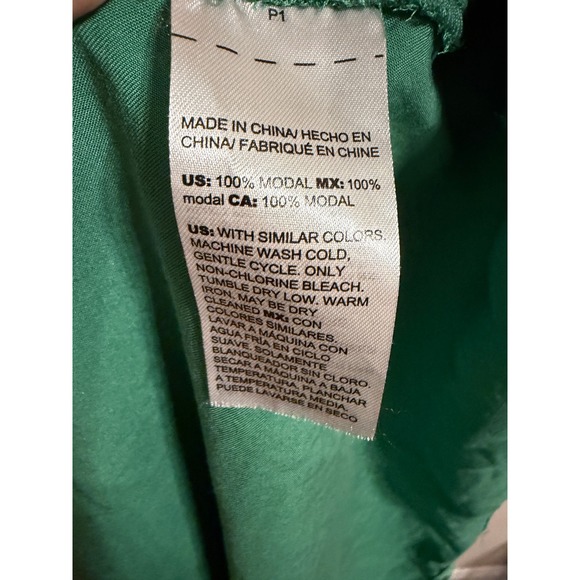 P1
MADE IN CHINA/ HECHO EN
CHINA/ FABRIQUÉ EN CHINE
US: 100% MODAL MX: 100%
modal CA: 100% MODAL
US: WITH SIMILAR COLORS.
MACHINE WASH COLD,
GENTLE CYCLE. ONLY
NON-CHLORINE BLEACH.
TUMBLE DRY LOW. WARM
IRON. MAY BE DRY
CLEANED MX: CON
COLORES SIMILARES.
LAVAR A MÁQUINA CON
AGUA FRÍA EN CICLO
SUAVE. SOLAMENTE
BLANQUEADOR SIN CLORO.
SECAR A MÁQUINA A BAJA
TEMPERATURA. PLANCHAR
A TEMPERATURA MEDIA.
PUEDE LAVARSE EN SECO